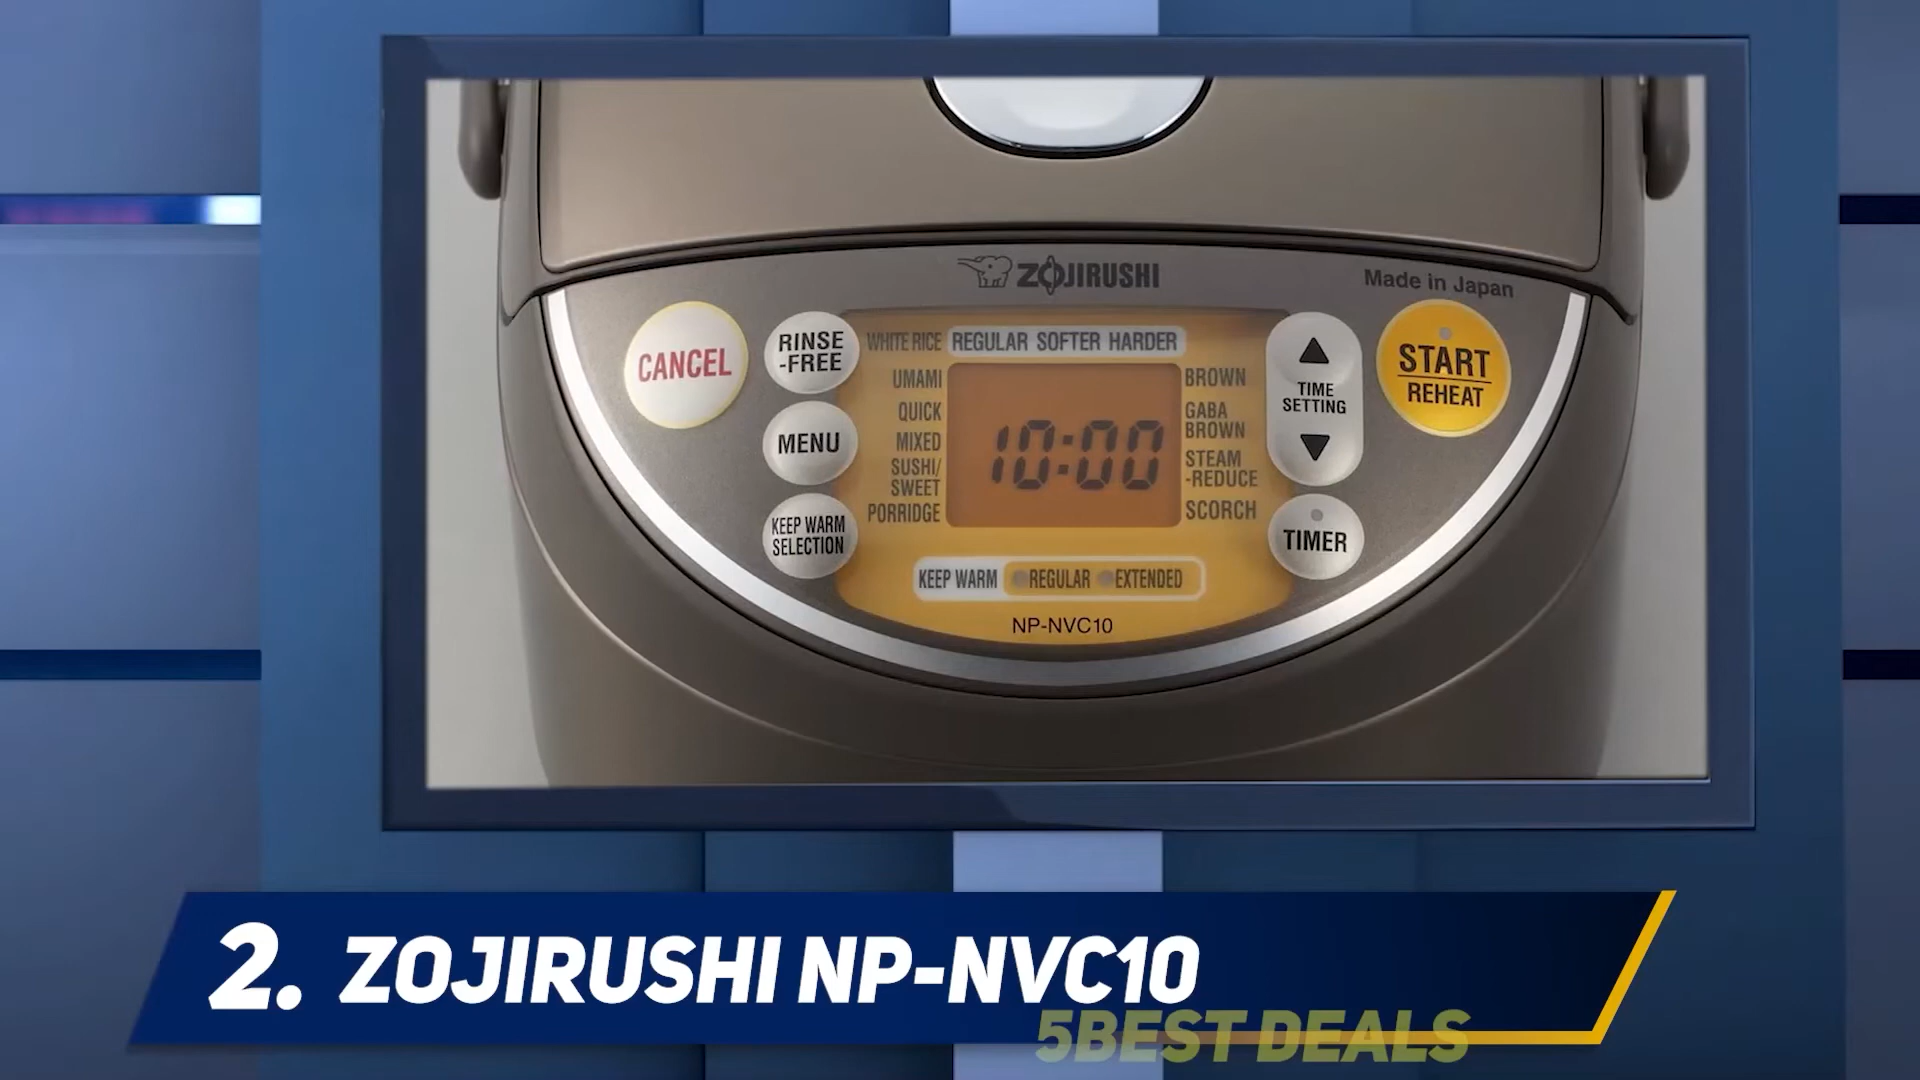 ZOJIRUSHI
Made in Japan
CANCEL
RINSE
-FREE
MENU
KEEP WARM
SELECTION
WHITE RICE REGULAR SOFTER HARDER
UMAMI
QUICK
MIXED
SUSHI/
SWEET
PORRIDGE
10:00
BROWN
GABA
BROWN
STEAM
-REDUCE
SCORCH
TIME
SETTING
START
REHEAT
TIMER
KEEP WARM REGULAR EXTENDED
NP-NVC10
2. ZOJIRUSHI NP-NVC10
5BEST DEALS